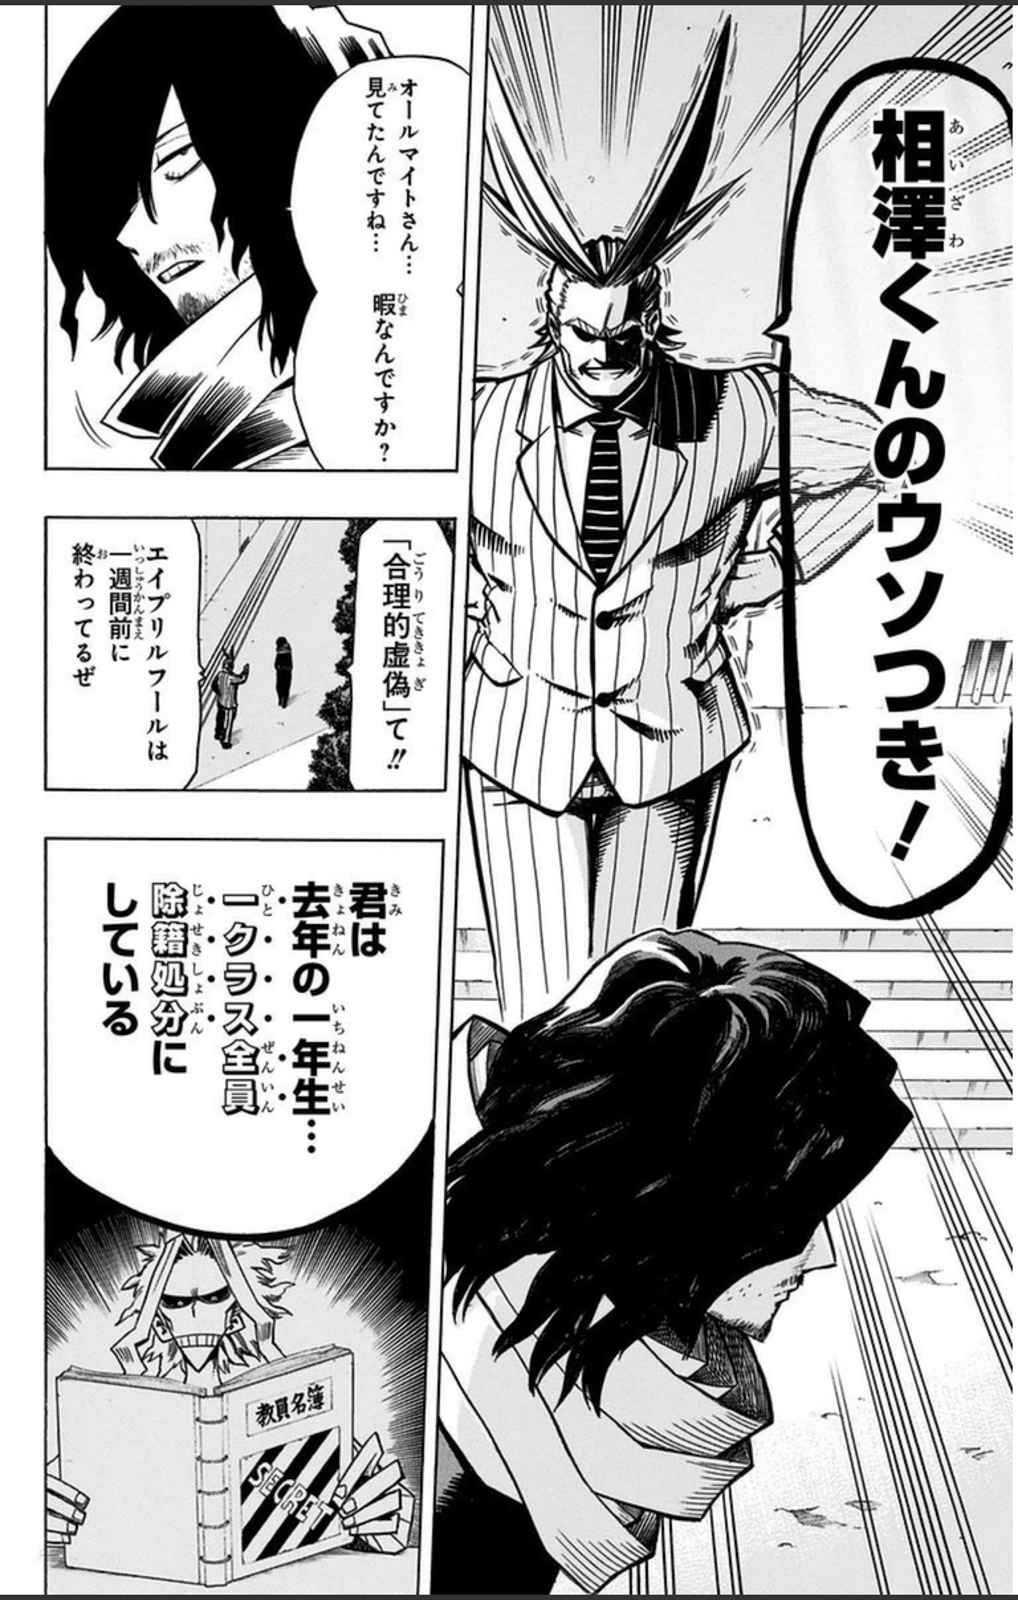 相澤くんのウソつき！
オールマイトさん…
見てたんですね…
暇なんですか？
「合理的虚偽」て!!
エイプリルフールは
一週間前に
終わってるぜ
君は
去年の一年生…
一クラス全員
除籍処分に
している
教員名簿
SECRET